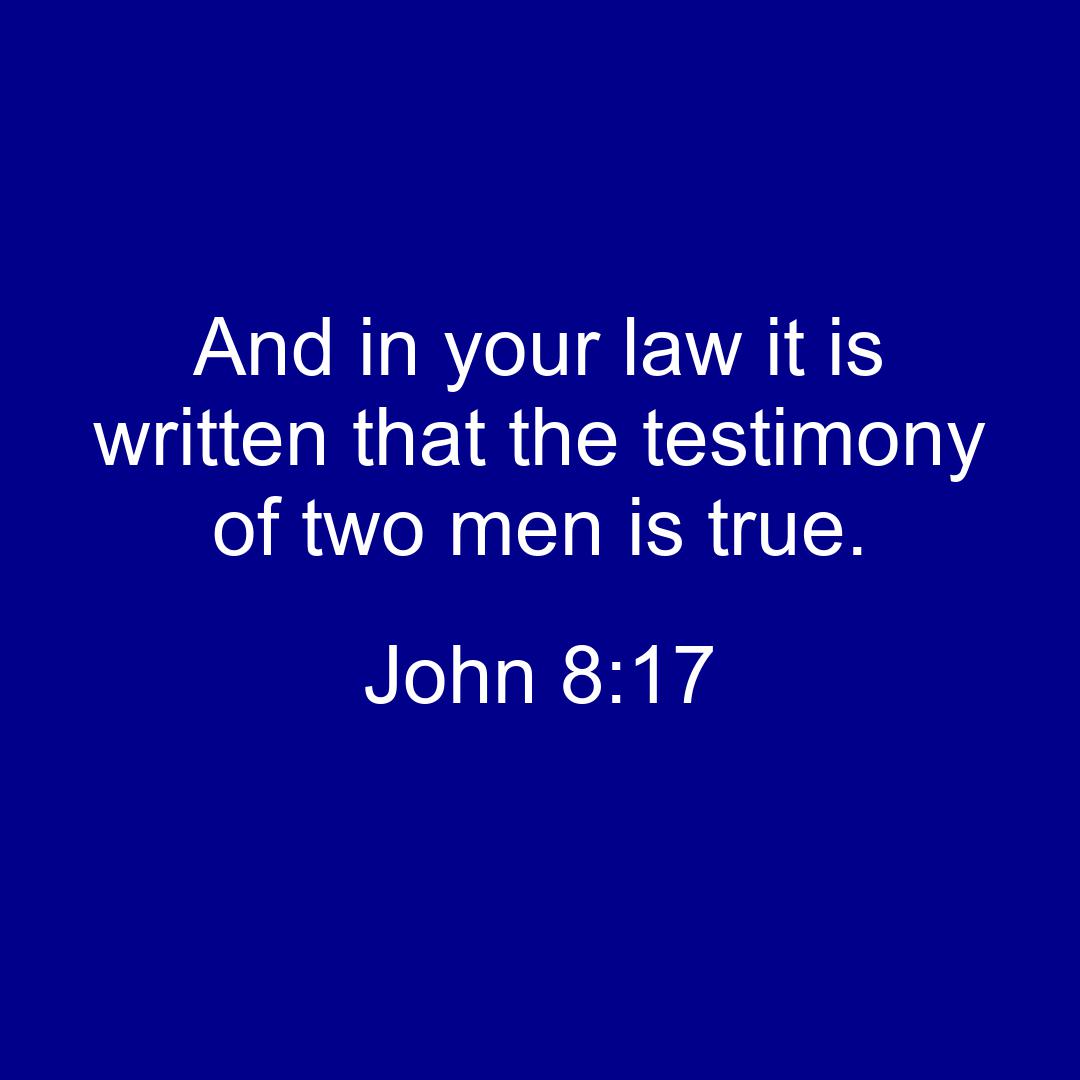 And in your law it is
written that the testimony
of two men is true.
John 8:17